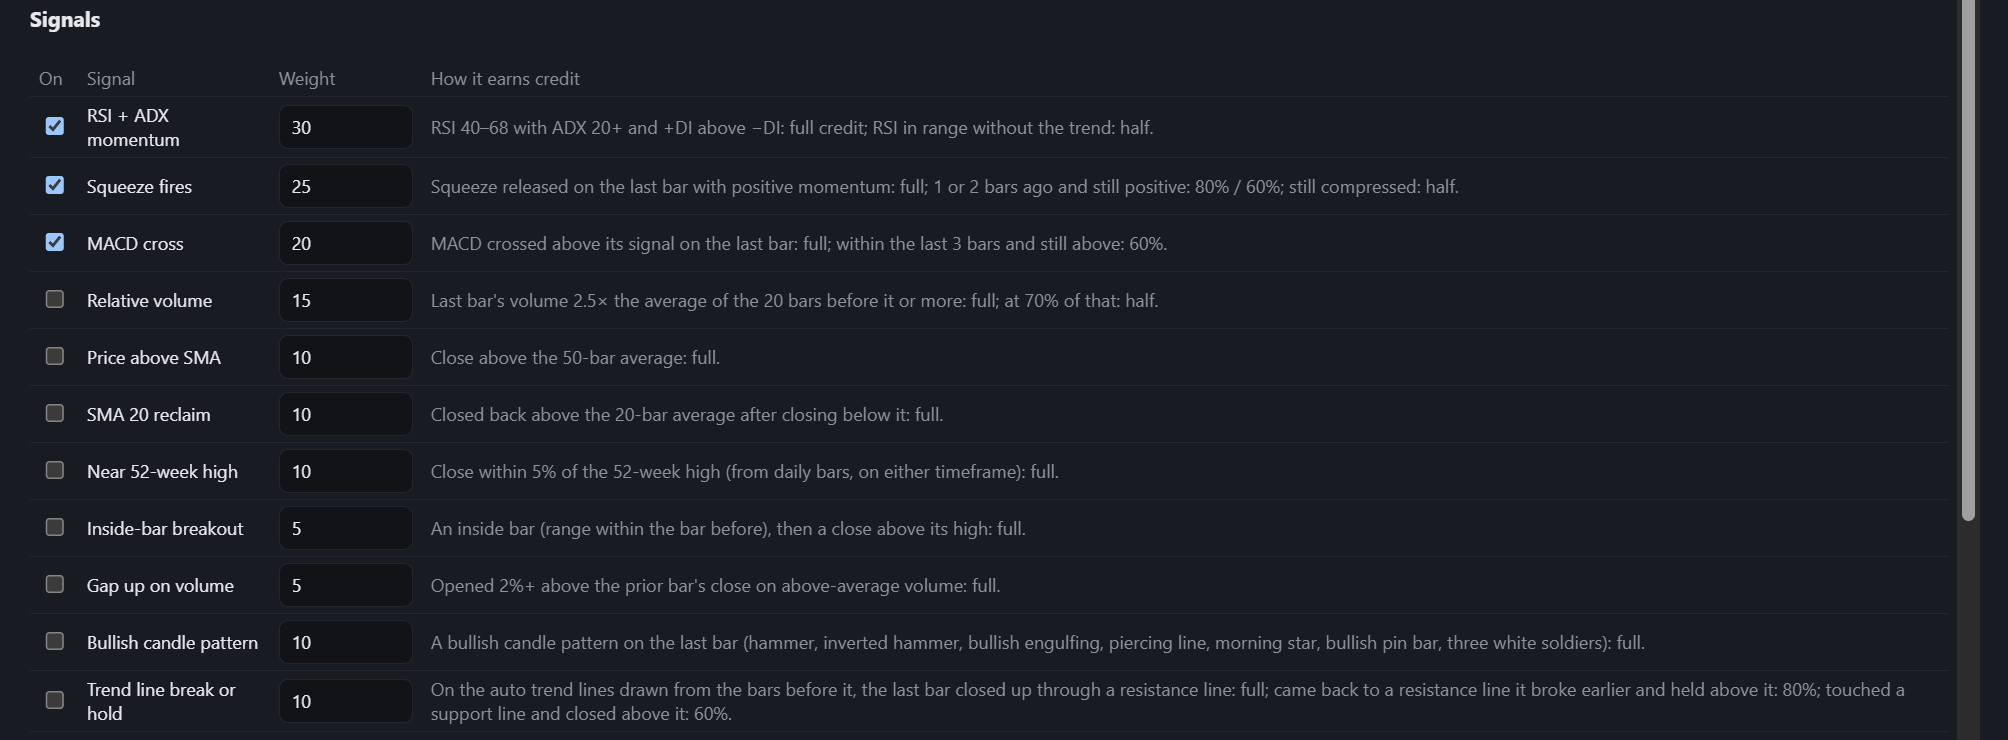 Signals
On Signal Weight How it earns credit
RSI + ADX
momentum
30
RSI 40–68 with ADX 20+ and +DI above −DI: full credit; RSI in range without the trend: half.
Squeeze fires
25
Squeeze released on the last bar with positive momentum: full; 1 or 2 bars ago and still positive: 80% / 60%; still compressed: half.
MACD cross
20
MACD crossed above its signal on the last bar: full; within the last 3 bars and still above: 60%.
Relative volume
15
Last bar's volume 2.5× the average of the 20 bars before it or more: full; at 70% of that: half.
Price above SMA
10
Close above the 50-bar average: full.
SMA 20 reclaim
10
Closed back above the 20-bar average after closing below it: full.
Near 52-week high
10
Close within 5% of the 52-week high (from daily bars, on either timeframe): full.
Inside-bar breakout
5
An inside bar (range within the bar before), then a close above its high: full.
Gap up on volume
5
Opened 2%+ above the prior bar's close on above-average volume: full.
Bullish candle pattern
10
A bullish candle pattern on the last bar (hammer, inverted hammer, bullish engulfing, piercing line, morning star, bullish pin bar, three white soldiers): full.
Trend line break or
hold
10
On the auto trend lines drawn from the bars before it, the last bar closed up through a resistance line: full; came back to a resistance line it broke earlier and held above it: 80%; touched a
support line and closed above it: 60%.